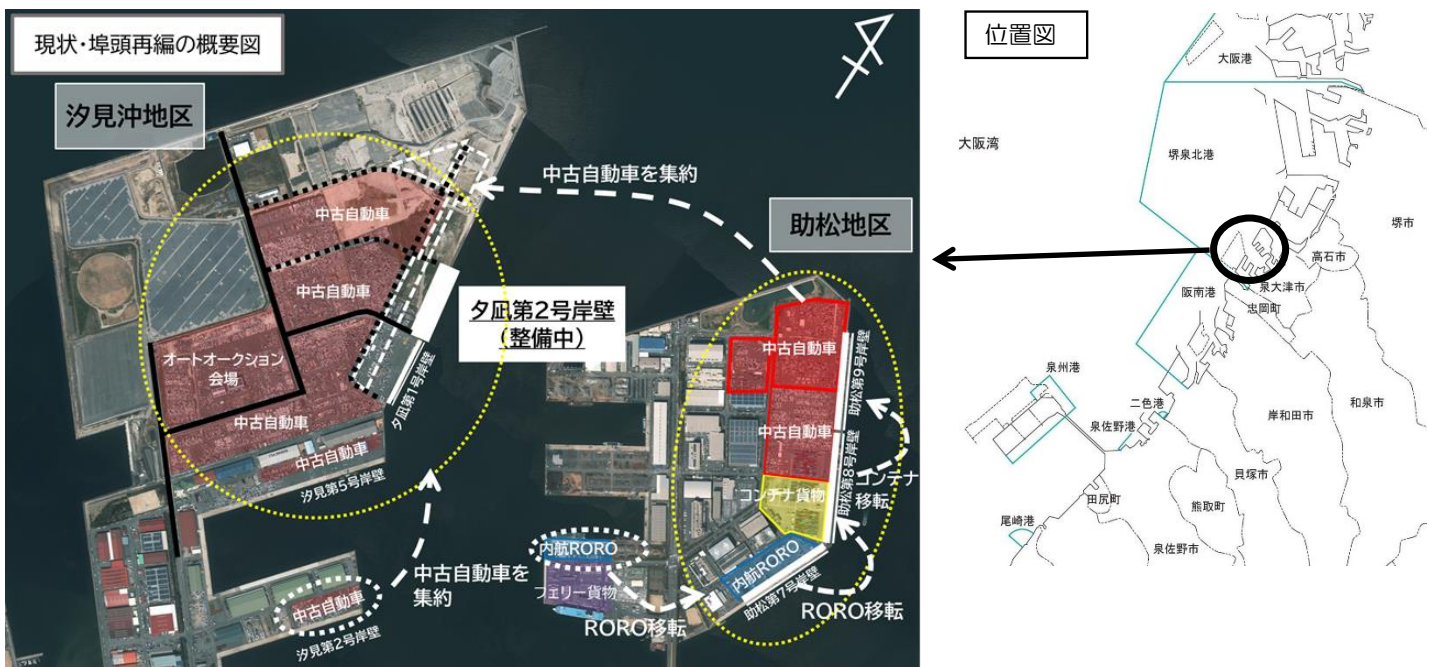 現状・埠頭再編の概要図
汐見沖地区
中古自動車を集約
助松地区
中古自動車
中古自動車
夕凪第2号岸壁
(整備中)
オートオークション
会場
夕凪第1号岸壁
中古自動車
中古自動車
汐見第5号岸壁
中古自動車
助松第9号岸壁
中古自動車
助松第8号岸壁
コンテナ
移転
コンテナ貨物
内航RORO
フェリー貨物
内航RORO
助松第7号岸壁
RORO移転
RORO移転
中古自動車を
集約
中古自動車
汐見第2号岸壁
位置図
大阪港
大阪湾
堺泉北港
堺市
高石市
泉大津市
阪南港
忠岡町
泉州港
二色港
泉佐野港
岸和田市
和泉市
貝塚市
田尻町
熊取町
尾崎港
泉佐野市